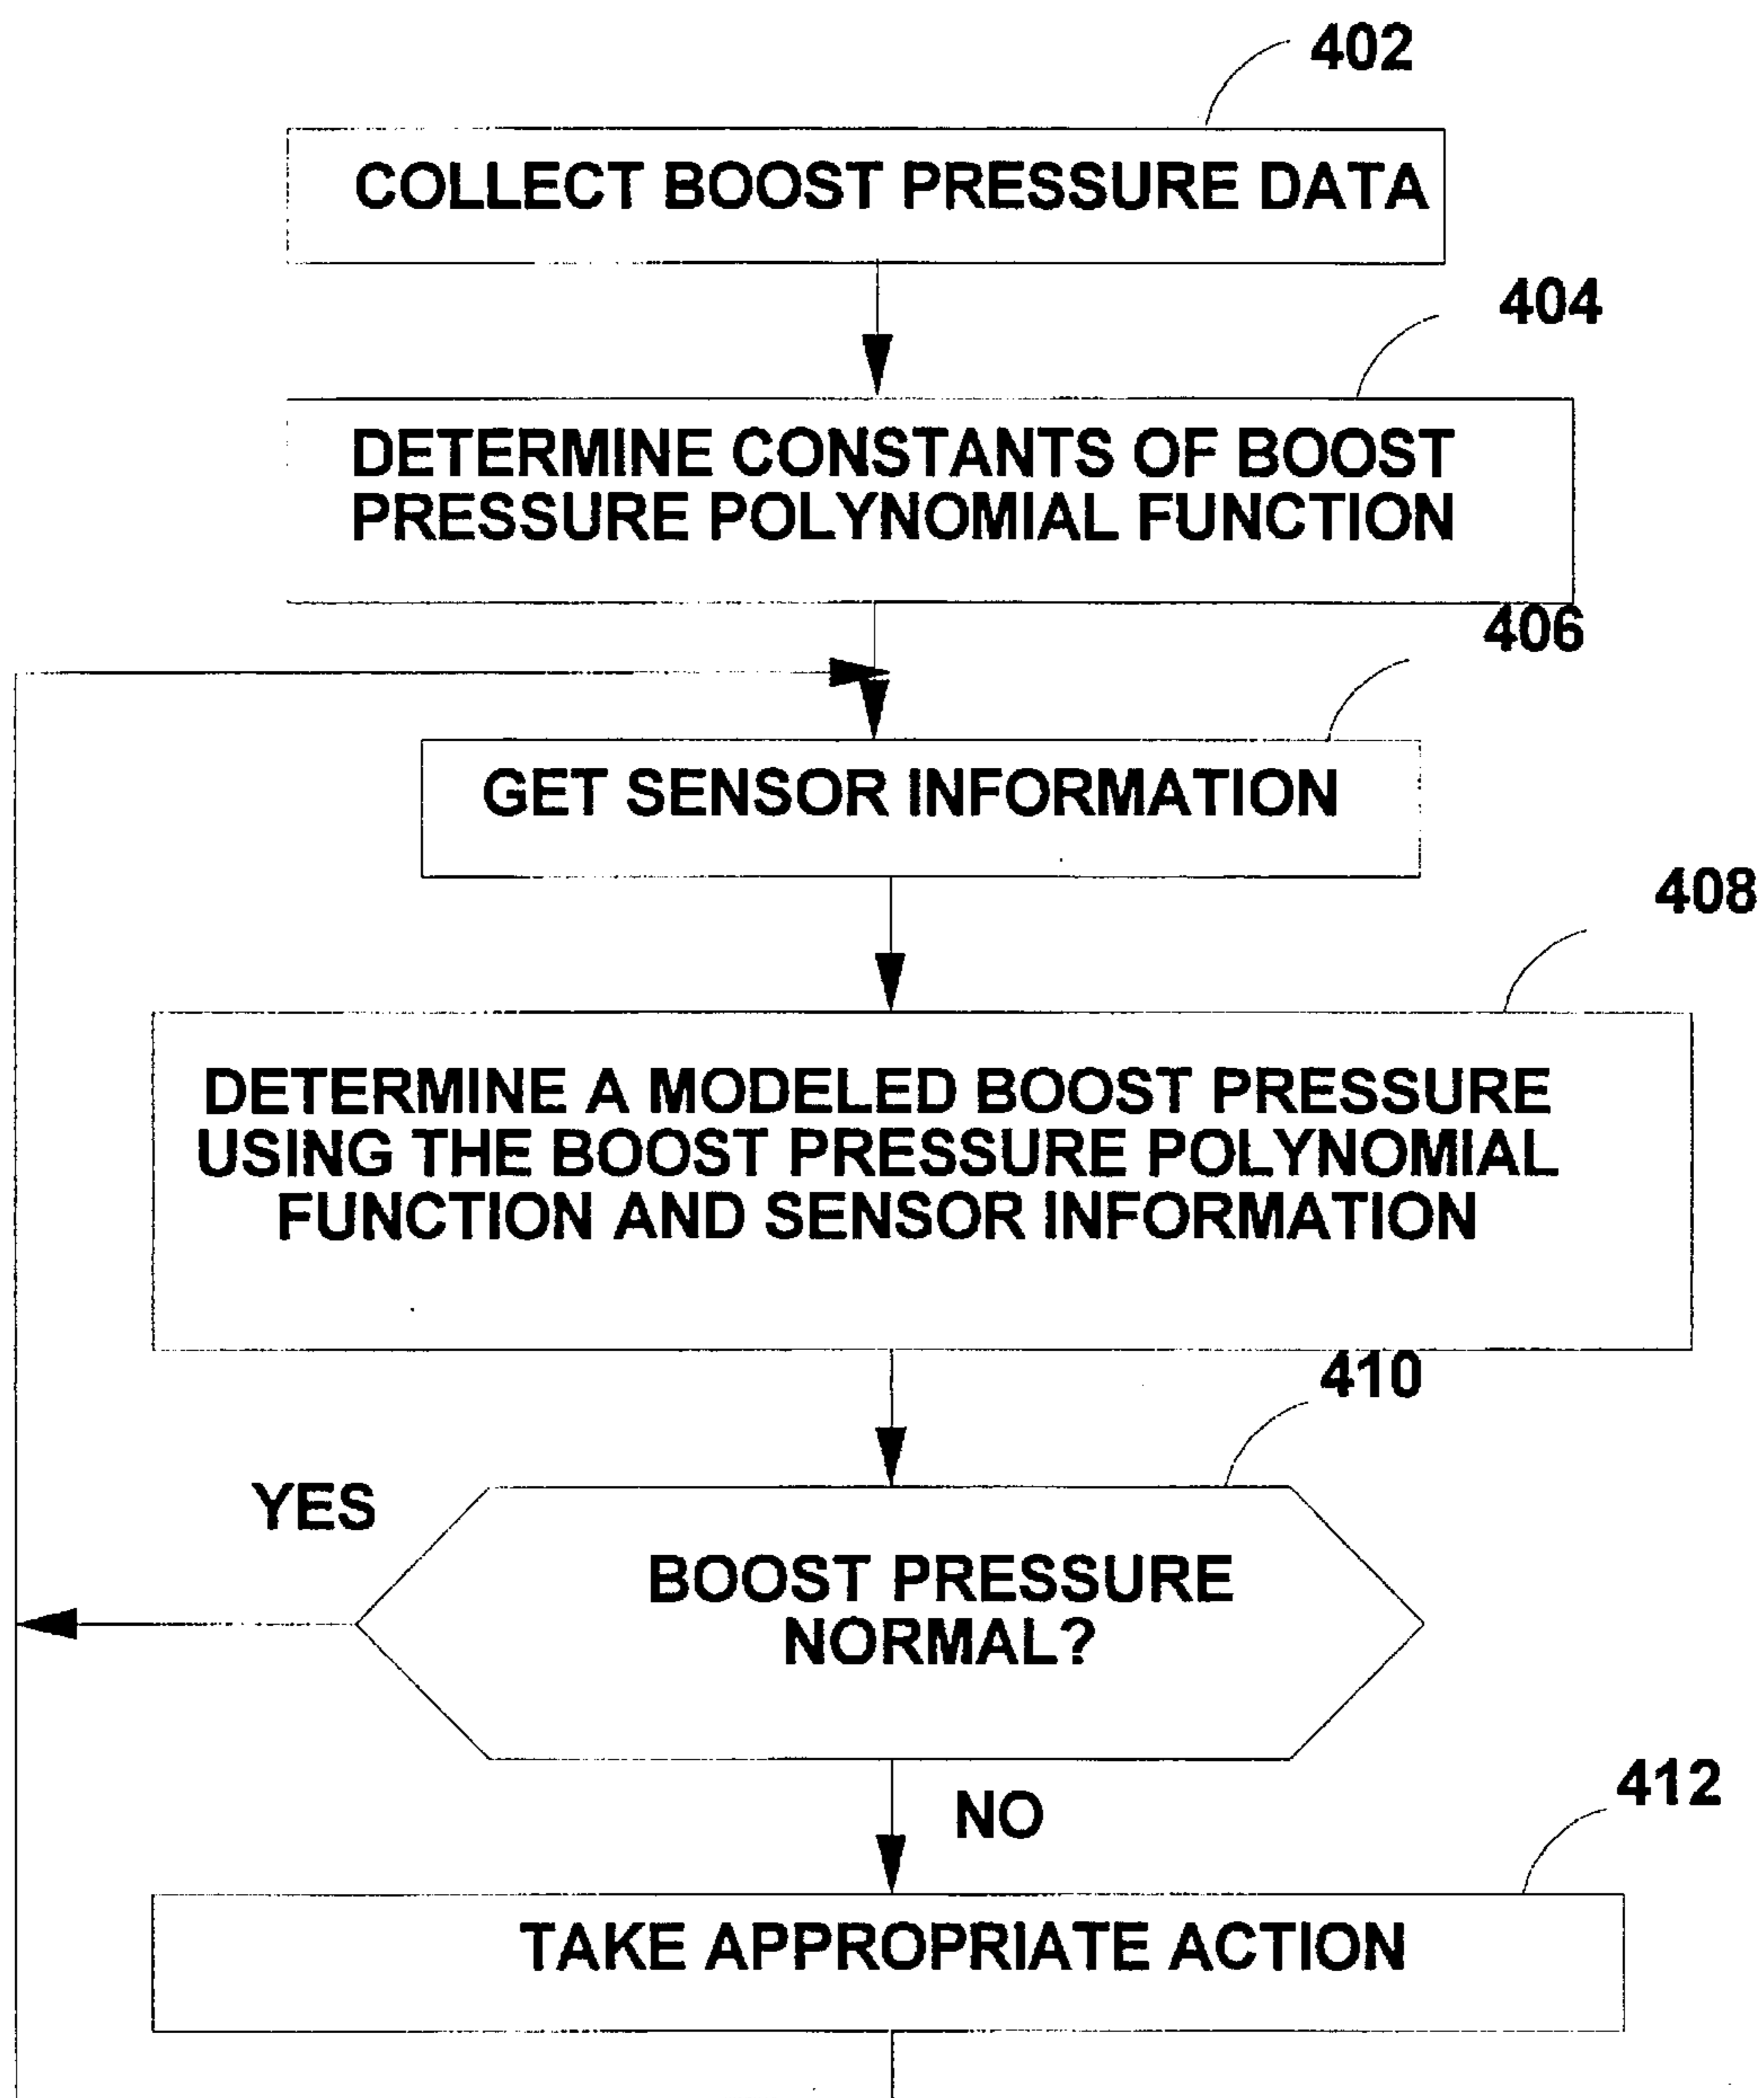 402
COLLECT BOOST PRESSURE DATA
404
DETERMINE CONSTANTS OF BOOST
PRESSURE POLYNOMIAL FUNCTION
406
GET SENSOR INFORMATION
408
DETERMINE A MODELED BOOST PRESSURE
USING THE BOOST PRESSURE POLYNOMIAL
FUNCTION AND SENSOR INFORMATION
410
YES
BOOST PRESSURE
NORMAL?
NO
412
TAKE APPROPRIATE ACTION